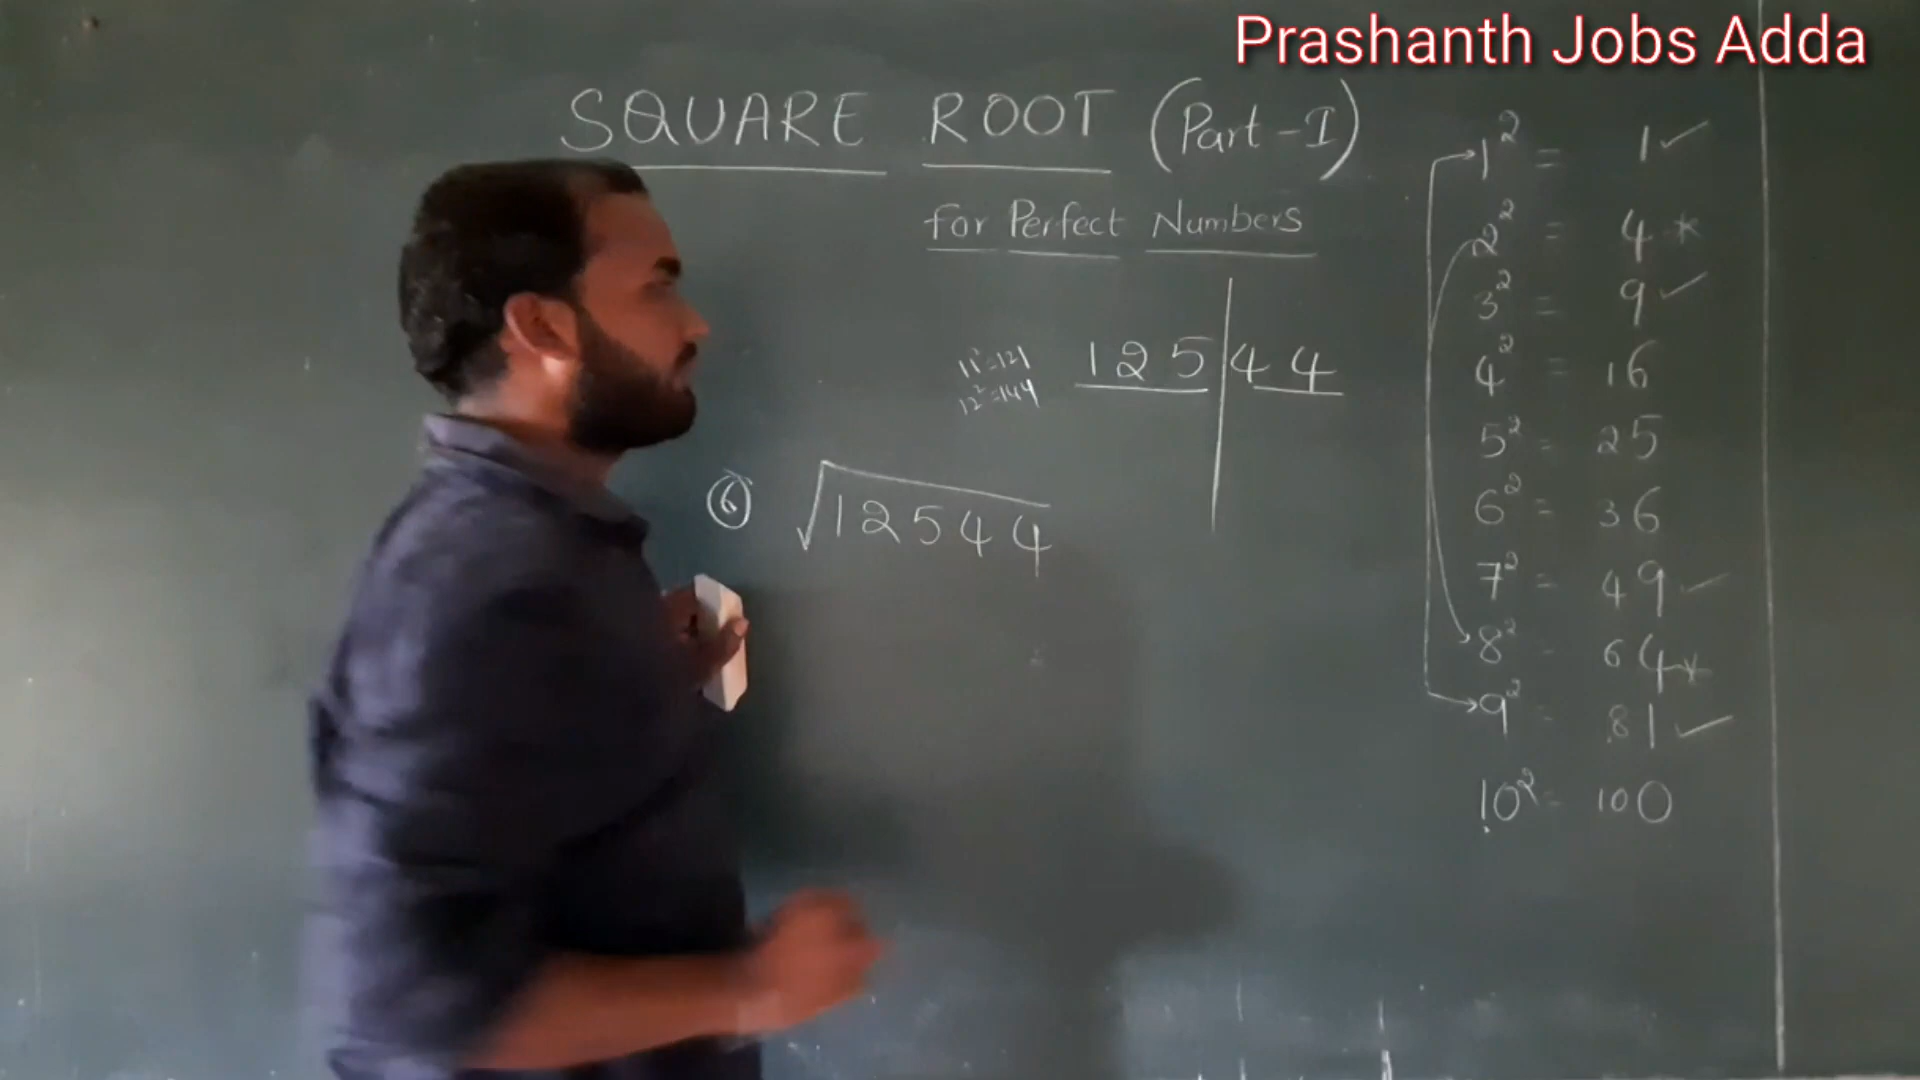 Prashanth Jobs Adda
SQUARE ROOT (Part-I)
for Perfect Numbers
11²=121
12²=144
125|44
⑥ √12544
1² = 1 ✓
2² = 4 *
3² = 9 ✓
4² = 16
5² = 25
6² = 36
7² = 49 ✓
8² - 64 *
9² - 81 ✓
10² = 100